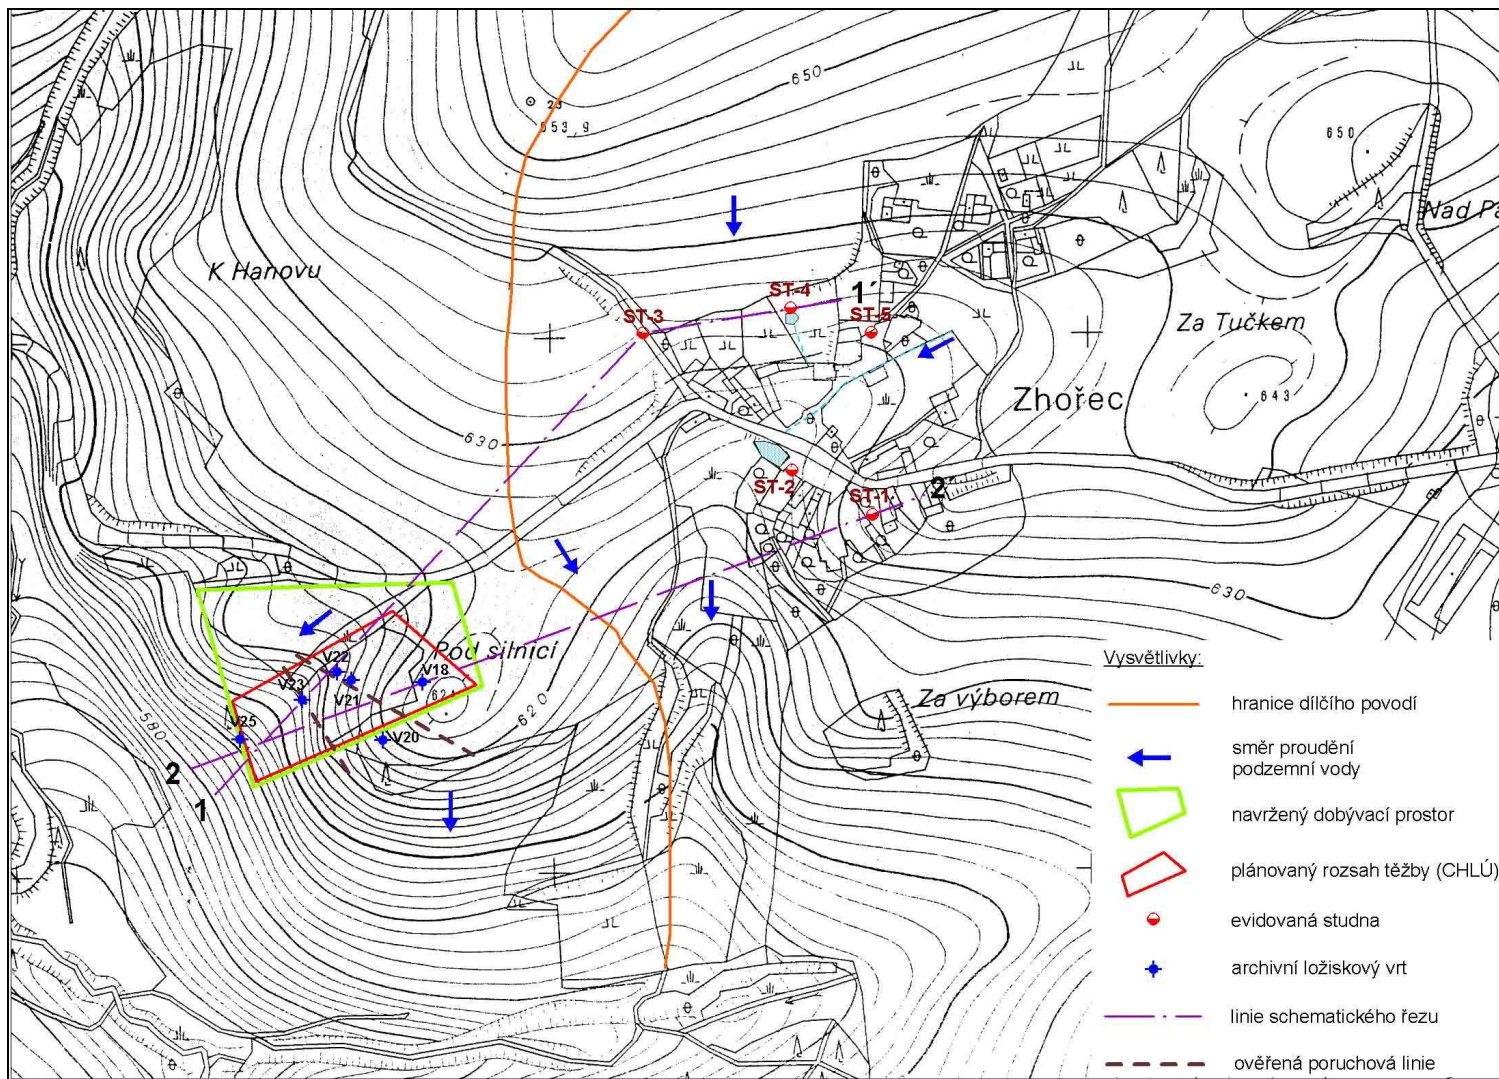 650
23
653,9
650
Nad
K Hanovu
ST-4
1´
ST-3
ST-5
Za Tučkem
643
Zhořec
630
ST-2
ST-1
2´
630
Pod silnicí
V22
V18
V23
V21
620
580
V25
V20
Za výborem
2
1
Vysvětlivky:
hranice dílčího povodí
směr proudění
podzemní vody
navržený dobývací prostor
plánovaný rozsah těžby (CHLÚ)
evidovaná studna
archivní ložiskový vrt
linie schematického řezu
ověřená poruchová linie